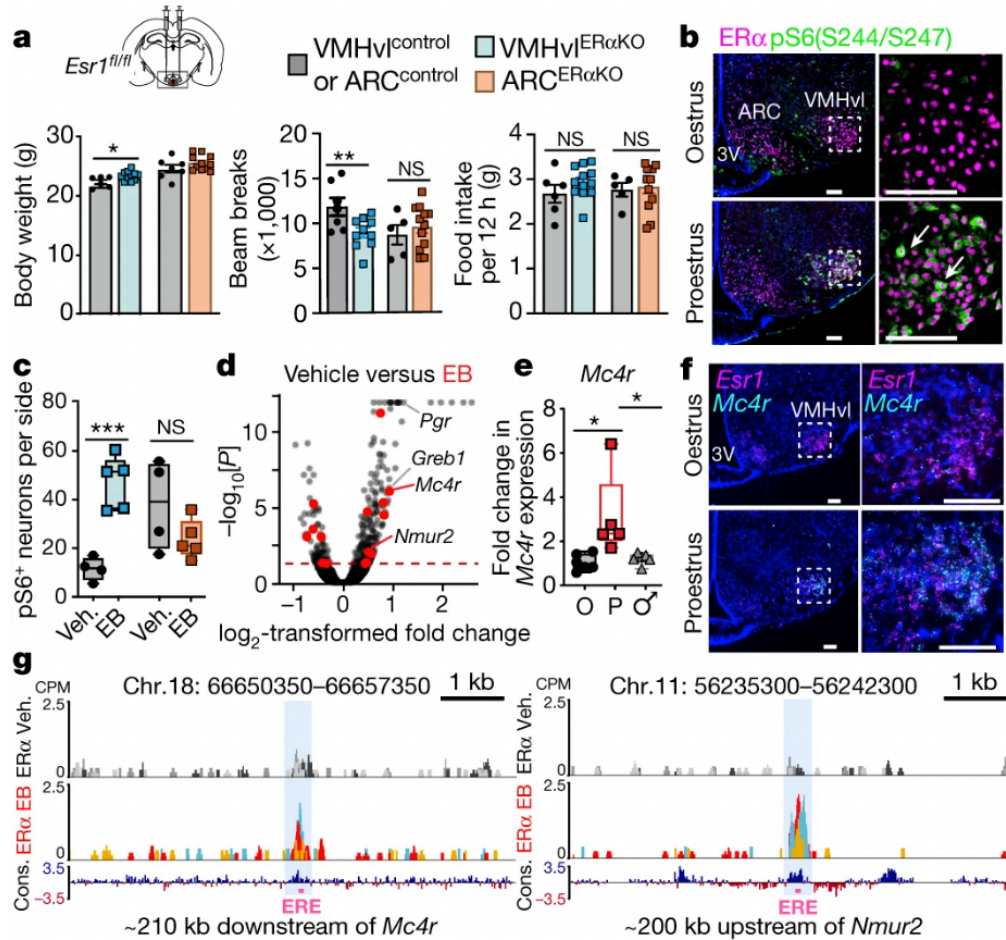 a
Esr1fl/fl
VMHvlcontrol
or ARCcontrol
VMHvlERαKO
ARCERαKO
Body weight (g)
30
20
10
0
*
Beam breaks
(×1,000)
20
15
10
5
0
**
NS
Food intake
per 12 h (g)
4
3
2
1
0
NS
NS
b
ERα pS6(S244/S247)
Oestrus
ARC
VMHvl
3V
Proestrus
c
pS6+ neurons per side
80
60
40
20
0
***
NS
Veh.
EB
Veh.
EB
d
Vehicle versus EB
–log10[P]
10
5
0
Pgr
Greb1
Mc4r
Nmur2
–1 0 1 2
log2-transformed fold change
e
Mc4r
Fold change in
Mc4r expression
8
6
4
2
0
*
*
O P ♂
f
Esr1
Mc4r
VMHvl
Esr1
Mc4r
Oestrus
3V
Proestrus
g
CPM
Chr.18: 66650350–66657350
1 kb
ERα Veh.
2.5
0
ERα EB
2.5
0
Cons.
3.5
–3.5
ERE
~210 kb downstream of Mc4r
CPM
Chr.11: 56235300–56242300
1 kb
ERα Veh.
2.5
0
ERα EB
2.5
0
Cons.
3.5
–3.5
ERE
~200 kb upstream of Nmur2